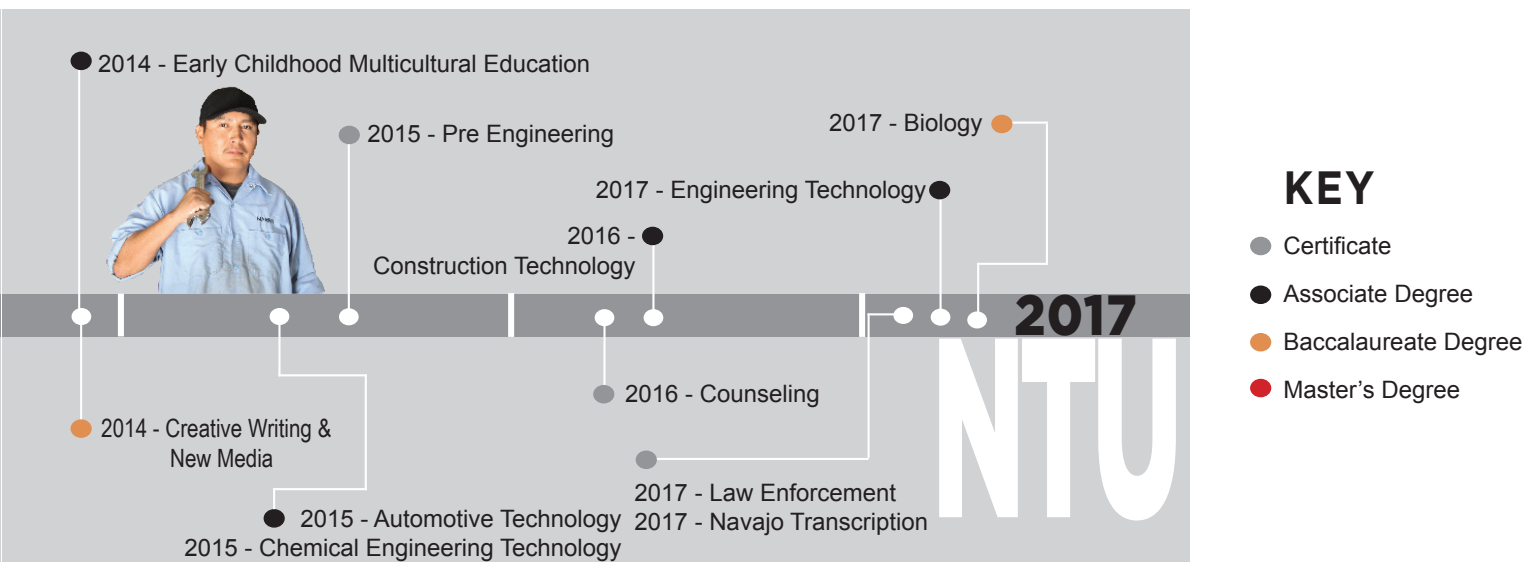 2014 - Early Childhood Multicultural Education
2015 - Pre Engineering
2017 - Biology
2017 - Engineering Technology
2016 -
Construction Technology
2017
NTU
2016 - Counseling
2014 - Creative Writing &
New Media
2017 - Law Enforcement
2017 - Navajo Transcription
2015 - Automotive Technology
2015 - Chemical Engineering Technology
KEY
Certificate
Associate Degree
Baccalaureate Degree
Master’s Degree